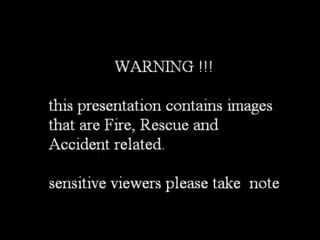 WARNING !!!
this presentation contains images
that are Fire, Rescue and
Accident related.
sensitive viewers please take  note